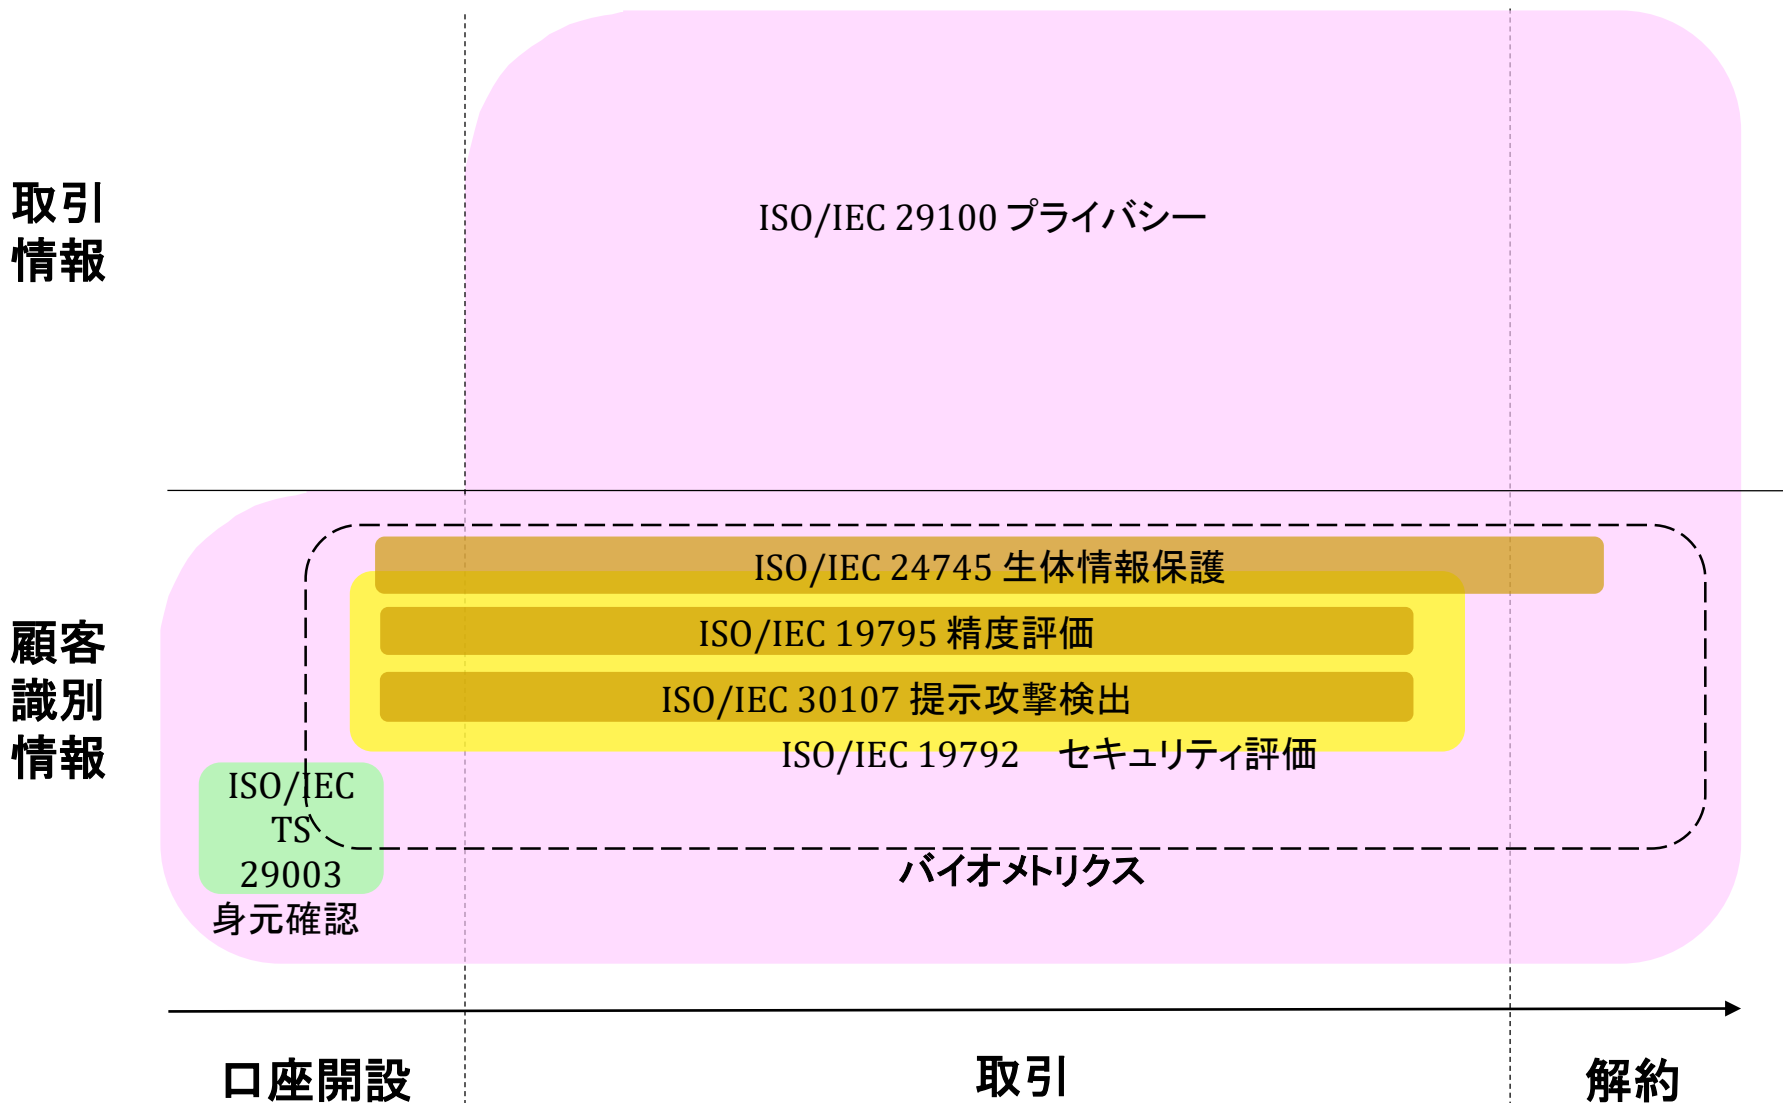 取引
情報
ISO/IEC 29100 プライバシー
顧客
識別
情報
ISO/IEC 24745 生体情報保護
ISO/IEC 19795 精度評価
ISO/IEC 30107 提示攻撃検出
ISO/IEC 19792　セキュリティ評価
ISO/IEC
TS
29003
身元確認
バイオメトリクス
口座開設
取引
解約